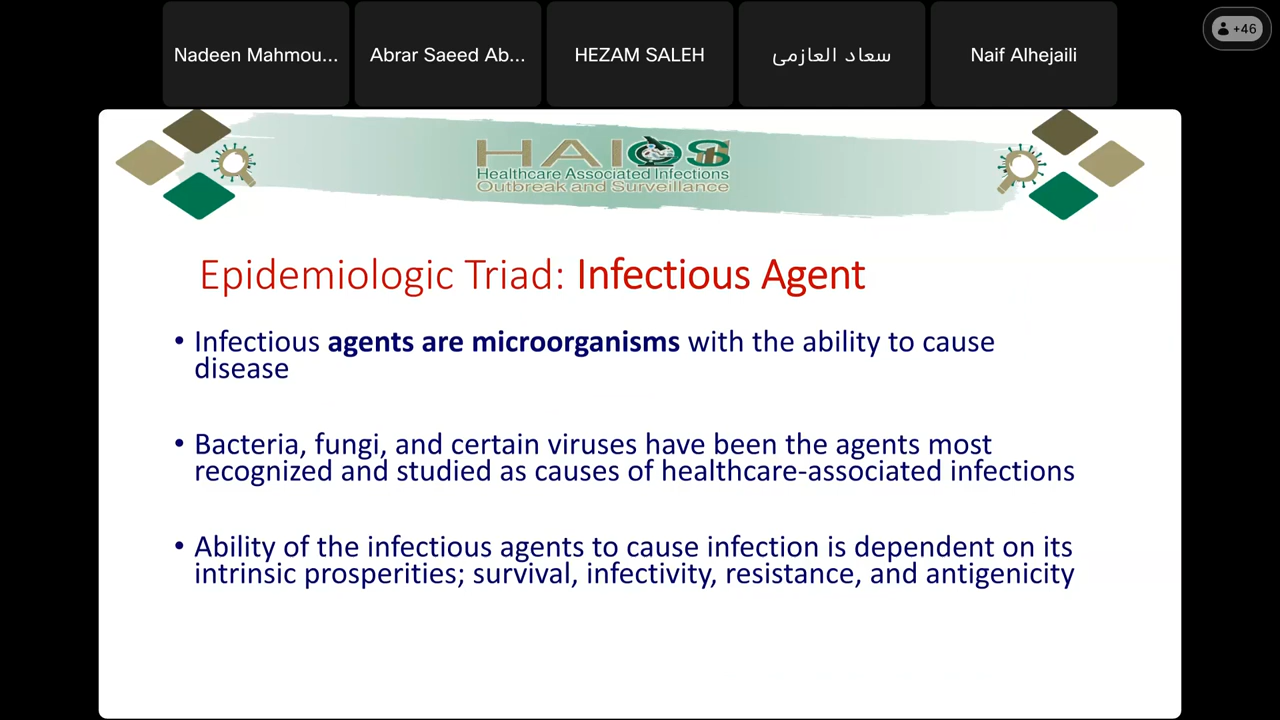 Nadeen Mahmou...
Abrar Saeed Ab...
HEZAM SALEH
سعاد العازمى
Naif Alhejaili
+46
HAIOS
Healthcare Associated Infections
Outbreak and Surveillance
Epidemiologic Triad: Infectious Agent
• Infectious agents are microorganisms with the ability to cause
disease
• Bacteria, fungi, and certain viruses have been the agents most
recognized and studied as causes of healthcare-associated infections
• Ability of the infectious agents to cause infection is dependent on its
intrinsic prosperities; survival, infectivity, resistance, and antigenicity